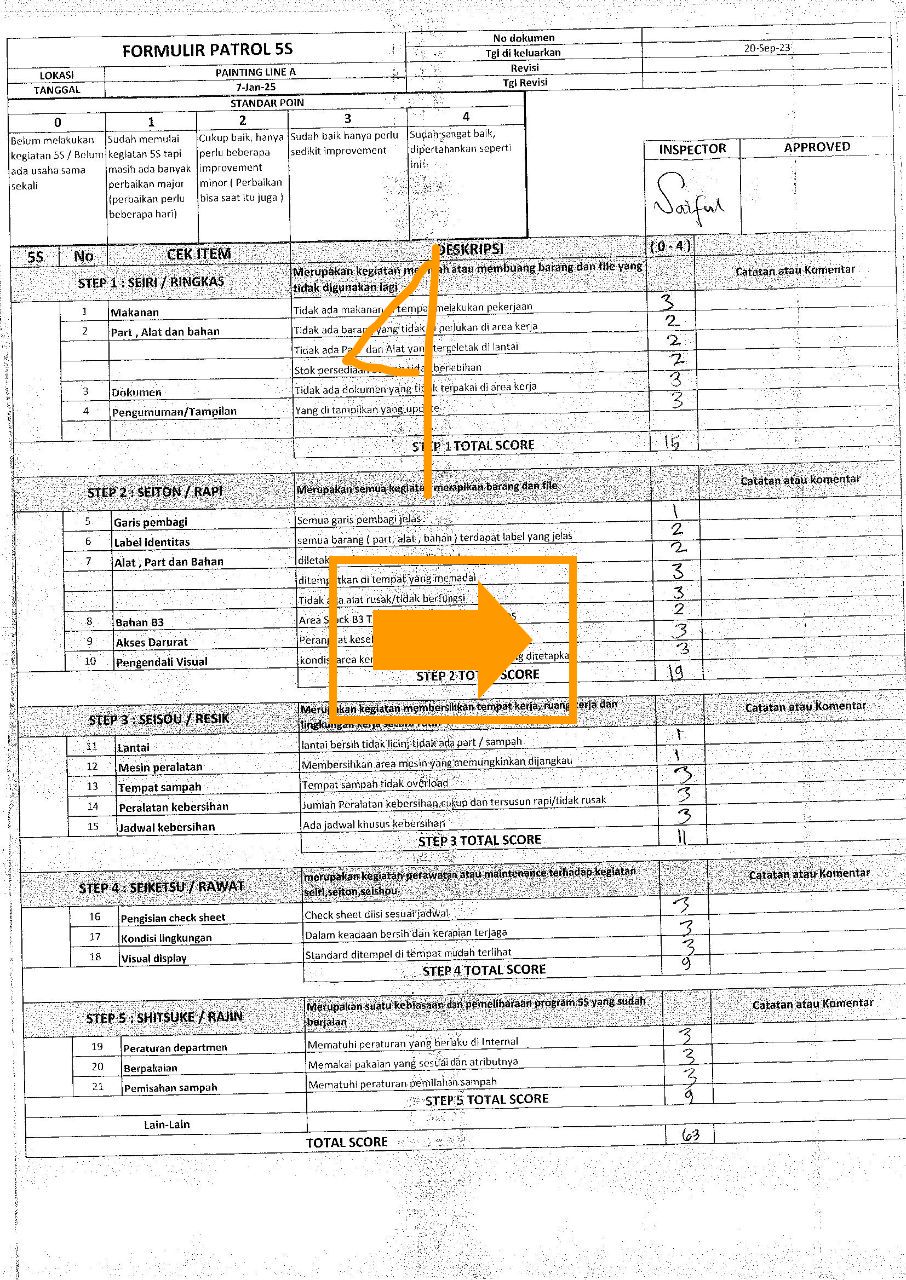 FORMULIR PATROL 5S
No dokumen
Tgl di keluarkan 20-Sep-23
Revisi
Tgl Revisi
LOKASI PAINTING LINE A
TANGGAL 7-Jan-25
STANDAR POIN
0 1 2 3 4
Belum melakukan kegiatan 5S / Belum ada usaha sama sekali
Sudah memulai kegiatan 5S tapi masih ada banyak perbaikan major (perbaikan perlu beberapa hari)
Cukup baik, hanya perlu beberapa improvement minor ( Perbaikan bisa saat itu juga )
Sudah baik hanya perlu sedikit improvement
Sudah sangat baik, dipertahankan seperti ini
INSPECTOR APPROVED
Saiful
5S No CEK ITEM DESKRIPSI (0 - 4)
STEP 1 : SEIRI / RINGKAS Merupakan kegiatan atau membuang barang dan file yang tidak digunakan lagi Catatan atau Komentar
1 Makanan Tidak ada makanan tempat melakukan pekerjaan 3
2 Part , Alat dan bahan Tidak ada barang yang tidak perlukan di area kerja 2
Tidak ada Part dan Alat yang tergeletak di lantai 2
Stok persediaan berlebihan 2
3 Dokumen Tidak ada dokumen yang tidak terpakai di area kerja 3
4 Pengumuman/Tampilan Yang di tampilkan yang update 3
STEP 1 TOTAL SCORE 15
STEP 2 : SEITON / RAPI Merupakan semua kegiatan merapikan barang dan file Catatan atau komentar
5 Garis pembagi Semua garis pembagi jelas 1
6 Label Identitas semua barang ( part, alat , bahan ) terdapat label yang jelas 2
7 Alat , Part dan Bahan 2
ditempatkan di tempat yang memadai 3
Tidak ada alat rusak/tidak berfungsi 3
8 Bahan B3 Area Stock B3 2
9 Akses Darurat 3
10 Pengendali Visual kondisi area 3
STEP 2 TOTAL SCORE 19
STEP 3 : SEISOU / RESIK Merupakan kegiatan membersihkan tempat kerja, ruang kerja dan lingkungan kerja secara rutin Catatan atau Komentar
11 Lantai lantai bersih tidak licin, tidak ada part / sampah 1
12 Mesin peralatan Membersihkan area mesin yang memungkinkan dijangkau 1
13 Tempat sampah Tempat sampah tidak overload 3
14 Peralatan kebersihan Jumlah Peralatan kebersihan cukup dan tersusun rapi/tidak rusak 3
15 Jadwal kebersihan Ada jadwal khusus kebersihan 3
STEP 3 TOTAL SCORE 11
STEP 4 : SEIKETSU / RAWAT merupakan kegiatan perawatan atau maintenance terhadap kegiatan seiri,seiton,seishou Catatan atau Komentar
16 Pengisian check sheet Check sheet diisi sesuai jadwal 3
17 Kondisi lingkungan Dalam keadaan bersih dan kerapian terjaga 3
18 Visual display Standard ditempel di tempat mudah terlihat 3
STEP 4 TOTAL SCORE 9
STEP 5 : SHITSUKE / RAJIN Merupakan suatu kebiasaan dan pemeliharaan program 5S yang sudah berjalan Catatan atau Komentar
19 Peraturan departmen Mematuhi peraturan yang berlaku di Internal 3
20 Berpakaian Memakai pakaian yang sesuai dan atributnya 3
21 Pemisahan sampah Mematuhi peraturan pemilahan sampah 3
STEP 5 TOTAL SCORE 9
Lain-Lain
TOTAL SCORE 63